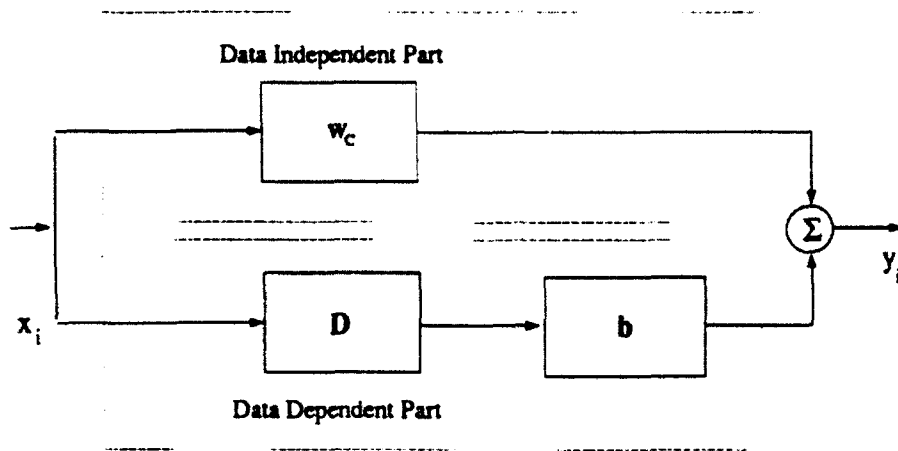 Data Independent Part
w_c
Σ
y_i
x_i
D
b
Data Dependent Part